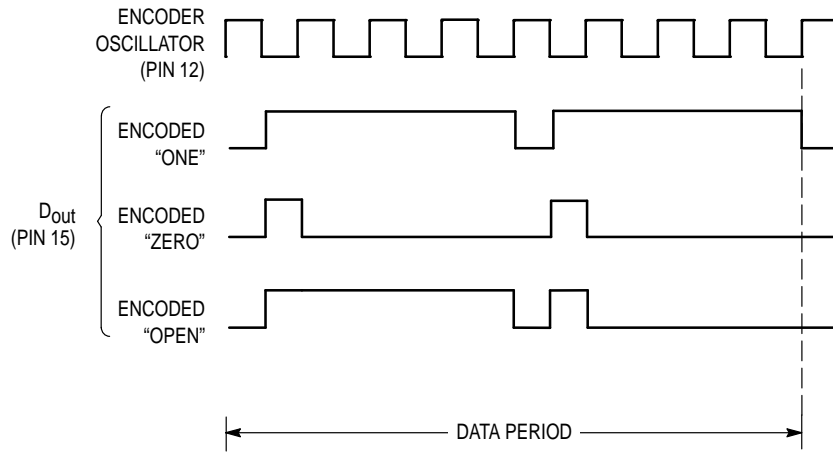 ENCODER
OSCILLATOR
(PIN 12)
ENCODED
“ONE”
Dout
(PIN 15)
ENCODED
“ZERO”
ENCODED
“OPEN”
DATA PERIOD